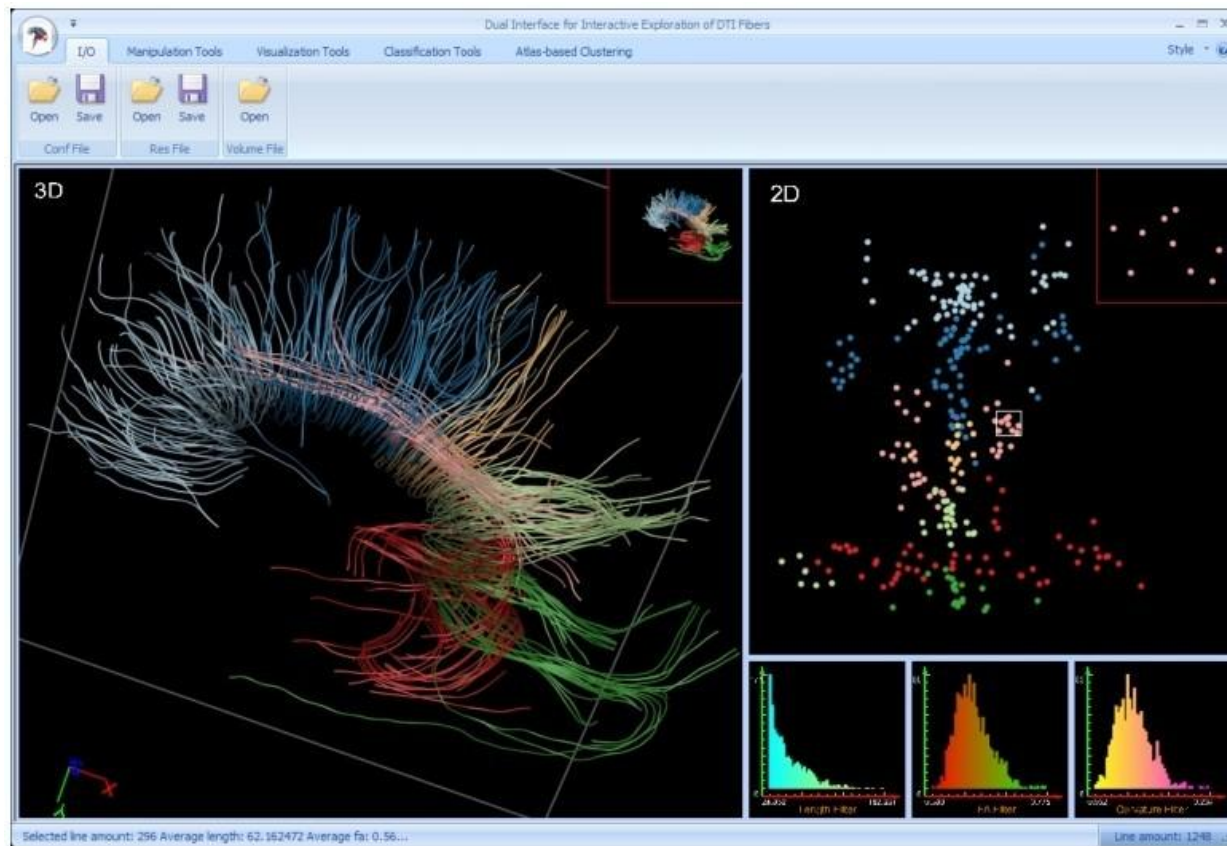 Dual Interface for Interactive Exploration of DTI Fibers
I/O Manipulation Tools Visualization Tools Classification Tools Atlas-based Clustering Style
Open Save Open Save Open
Conf File Res File Volume File
3D 2D
Length Filter FA Filter Curvature Filter
X
Selected line amount: 296 Average length: 62.162472 Average fa: 0.56... Line amount: 1248